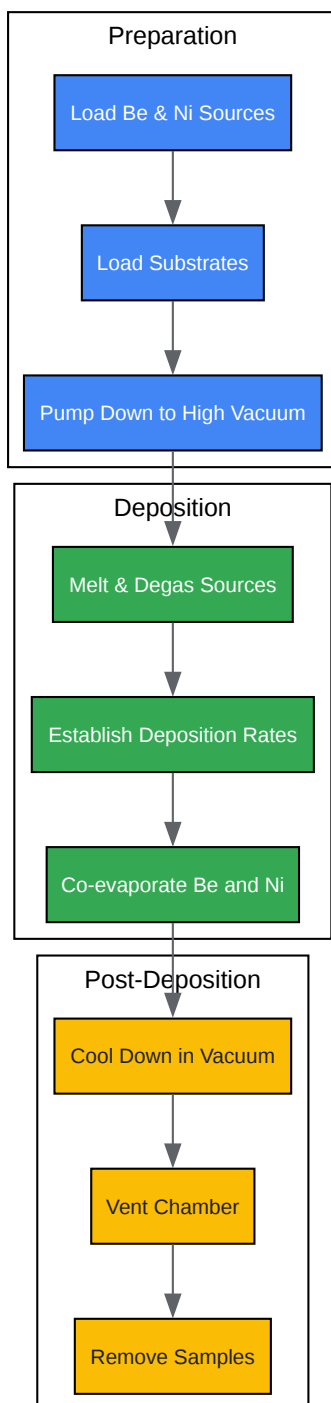 Preparation
Load Be & Ni Sources
Load Substrates
Pump Down to High Vacuum
Deposition
Melt & Degas Sources
Establish Deposition Rates
Co-evaporate Be and Ni
Post-Deposition
Cool Down in Vacuum
Vent Chamber
Remove Samples